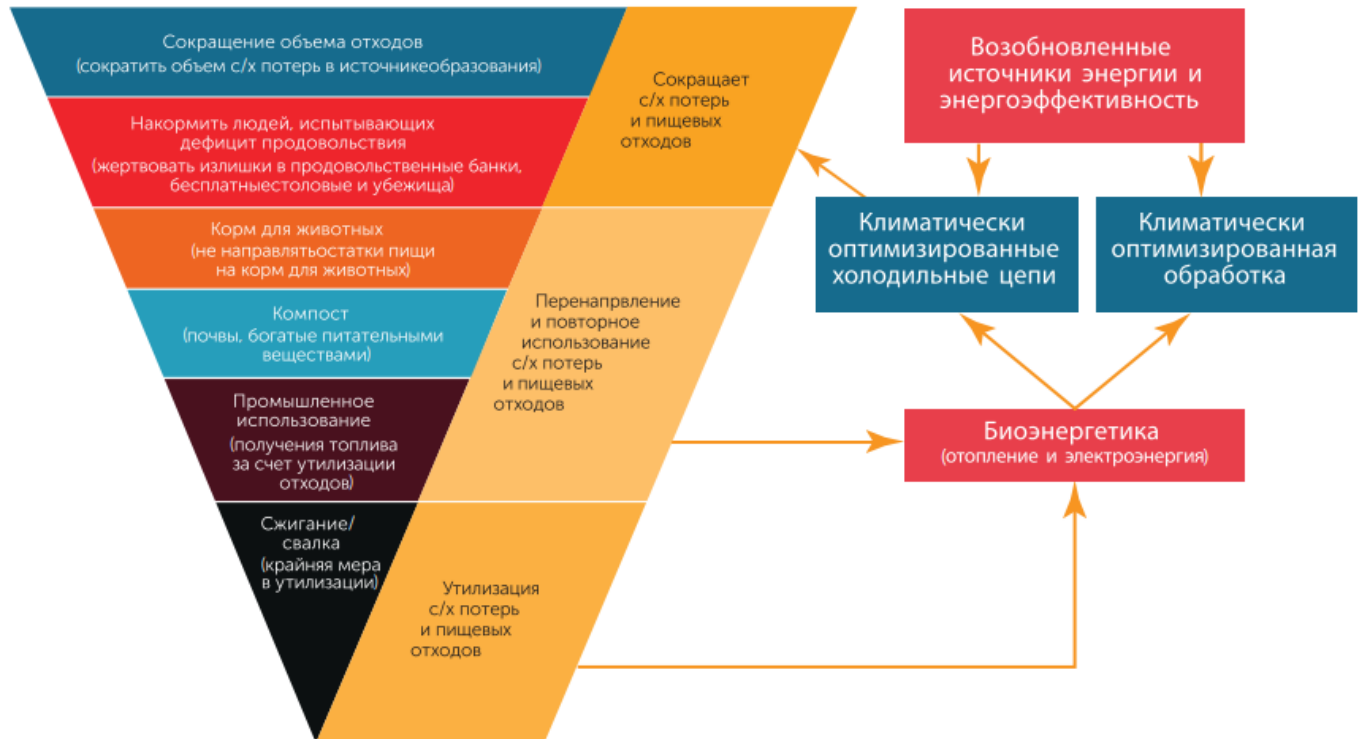 Сокращение объема отходов
(сократить объем с/х потерь в источникеобразования)
Накормить людей, испытывающих
дефицит продовольствия
(жертвовать излишки в продовольственные банки,
бесплатныестоловые и убежища)
Корм для животных
(не направлятьостатки пищи
на корм для животных)
Компост
(почвы, богатые питательными
веществами)
Промышленное
использование
(получения топлива
за счет утилизации
отходов)
Сжигание/
свалка
(крайняя мера
в утилизации)
Сокращает
с/х потерь
и пищевых
отходов
Перенапрвление
и повторное
использование
с/х потерь
и пищевых
отходов
Утилизация
с/х потерь
и пищевых
отходов
Возобновленные
источники энергии и
энергоэффективность
Климатически
оптимизированные
холодильные цепи
Климатически
оптимизированная
обработка
Биоэнергетика
(отопление и электроэнергия)